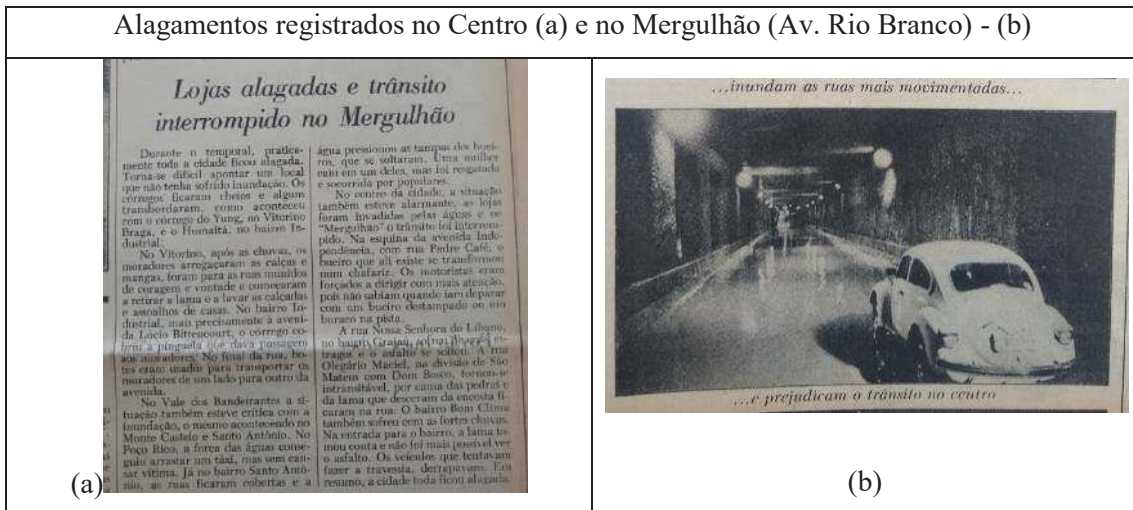 Alagamentos registrados no Centro (a) e no Mergulhão (Av. Rio Branco) - (b)
Lojas alagadas e trânsito
interrompido no Mergulhão
Durante o temporal, pratica-
mente toda a cidade ficou alagada.
Torna-se difícil apontar um local
que não tenha sofrido inundação. Os
córregos ficaram cheios e alguns
transbordaram, como aconteceu
com o córrego do Yung, no Vitorino
Braga, e o Humaitá, no bairro In-
dustrial.
No Vitorino, após as chuvas, os
moradores arregaçaram as calças e
mangas, foram para as ruas munidos
de coragem e vontade e começaram
a retirar a lama e a lavar as calçadas
e assoalhos de casas. No bairro In-
dustrial, mais precisamente à aveni-
da Lúcio Bittencourt, o córrego co-
briu a pinguela que dava passagem
aos moradores. No final da rua, bo-
tes eram usados para transportar os
moradores de um lado para outro da
avenida.
No Vale dos Bandeirantes a si-
tuação também esteve crítica com a
inundação, o mesmo acontecendo no
Monte Castelo e Santo Antônio. No
Poço Rico, a força das águas conse-
guiu arrastar um táxi, mas sem cau-
sar vítima. Já no bairro Santo Antô-
nio, as ruas ficaram cobertas e a
água pressionou as tampas dos buei-
ros, que se soltaram. Uma mulher
caiu em um deles, mas foi resgatada
e socorrida por populares.
No centro da cidade, a situação
também esteve alarmante, as lojas
foram invadidas pelas águas e no
"Mergulhão" o trânsito foi interrom-
pido. Na esquina da avenida Inde-
pendência, com rua Padre Café, o
bueiro que ali existe se transformou
num chafariz. Os motoristas eram
forçados a dirigir com mais atenção,
pois não sabiam quando iam deparar
com um bueiro destampado ou um
buraco na pista.
A rua Nossa Senhora do Líbano,
no bairro Grajaú, sofreu es-
tragos e o asfalto se soltou. A rua
Olegário Maciel, na divisão de São
Mateus com Dom Bosco, tornou-se
intransitável, por causa das pedras e
da lama que desceram da encosta fi-
caram na rua. O bairro Bom Clima
também sofreu com as fortes chuvas.
Na entrada para o bairro, a lama to-
mou conta e não foi mais possível ver
o asfalto. Os veículos que tentavam
fazer a travessia, derrapavam. Em
resumo, a cidade toda ficou alagada.
(a)
...inundam as ruas mais movimentadas...
...e prejudicam o trânsito no centro
(b)